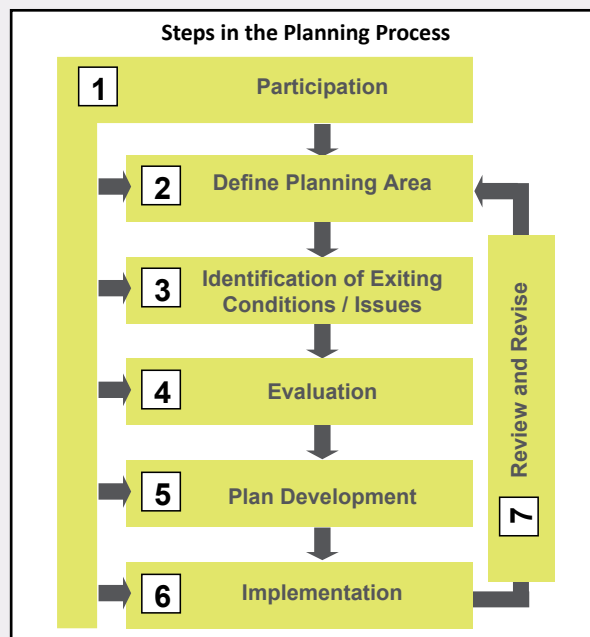 Steps in the Planning Process
1 Participation
2 Define Planning Area
3 Identification of Exiting
Conditions / Issues
4 Evaluation
5 Plan Development
6 Implementation
7 Review and Revise